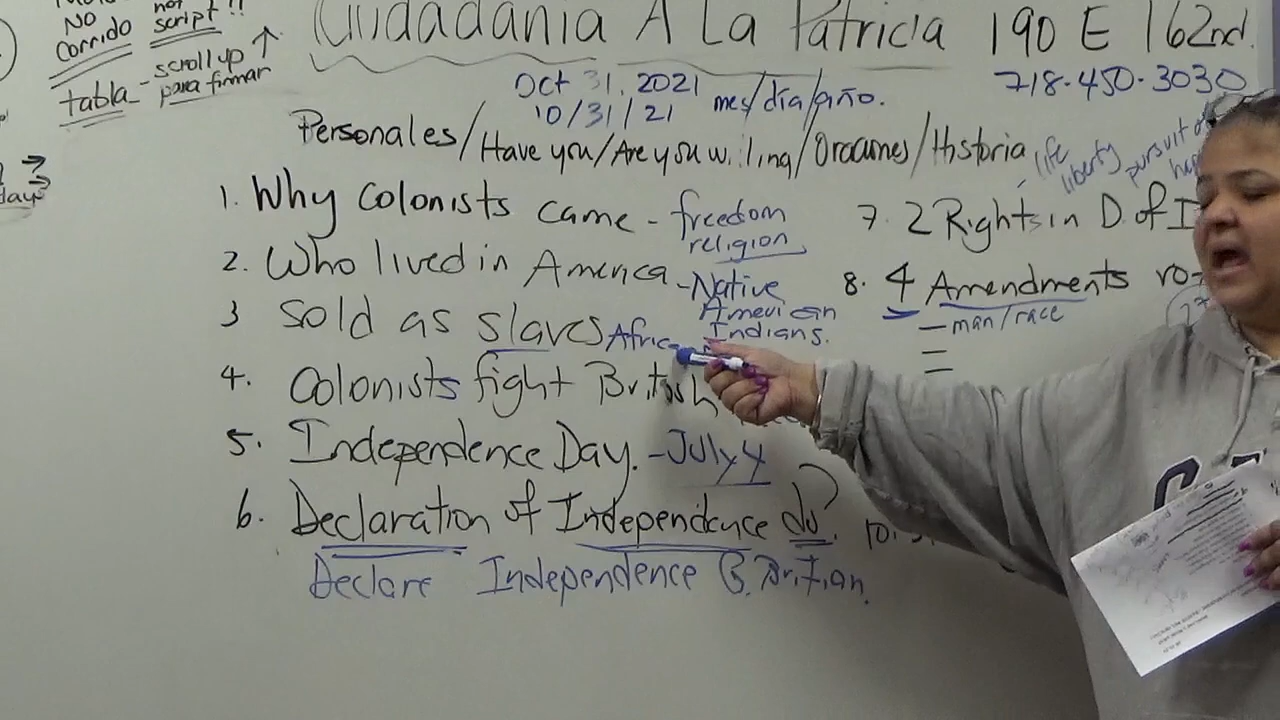 NO
Corrido
not
script!!
tabla - scroll up ↑
para firmar
Ciudadania A La Patricia 190 E 162nd.
Oct 31, 2021
718·450·3030
10/31/21 mes/día/año.
Personales/Have you/Are you wiling/Oraciones/Historia
life
liberty
pursuit of
1. Why Colonists came - freedom
religion
2. Who lived in America - Native
American
Indians.
3 Sold as slaves
4. Colonists fight British
5. Independence Day. - July 4
6. Declaration of Independence do?
Declare Independence G. Britian.
7. 2 Rights in D. of I
8. 4 Amendments
- man/race